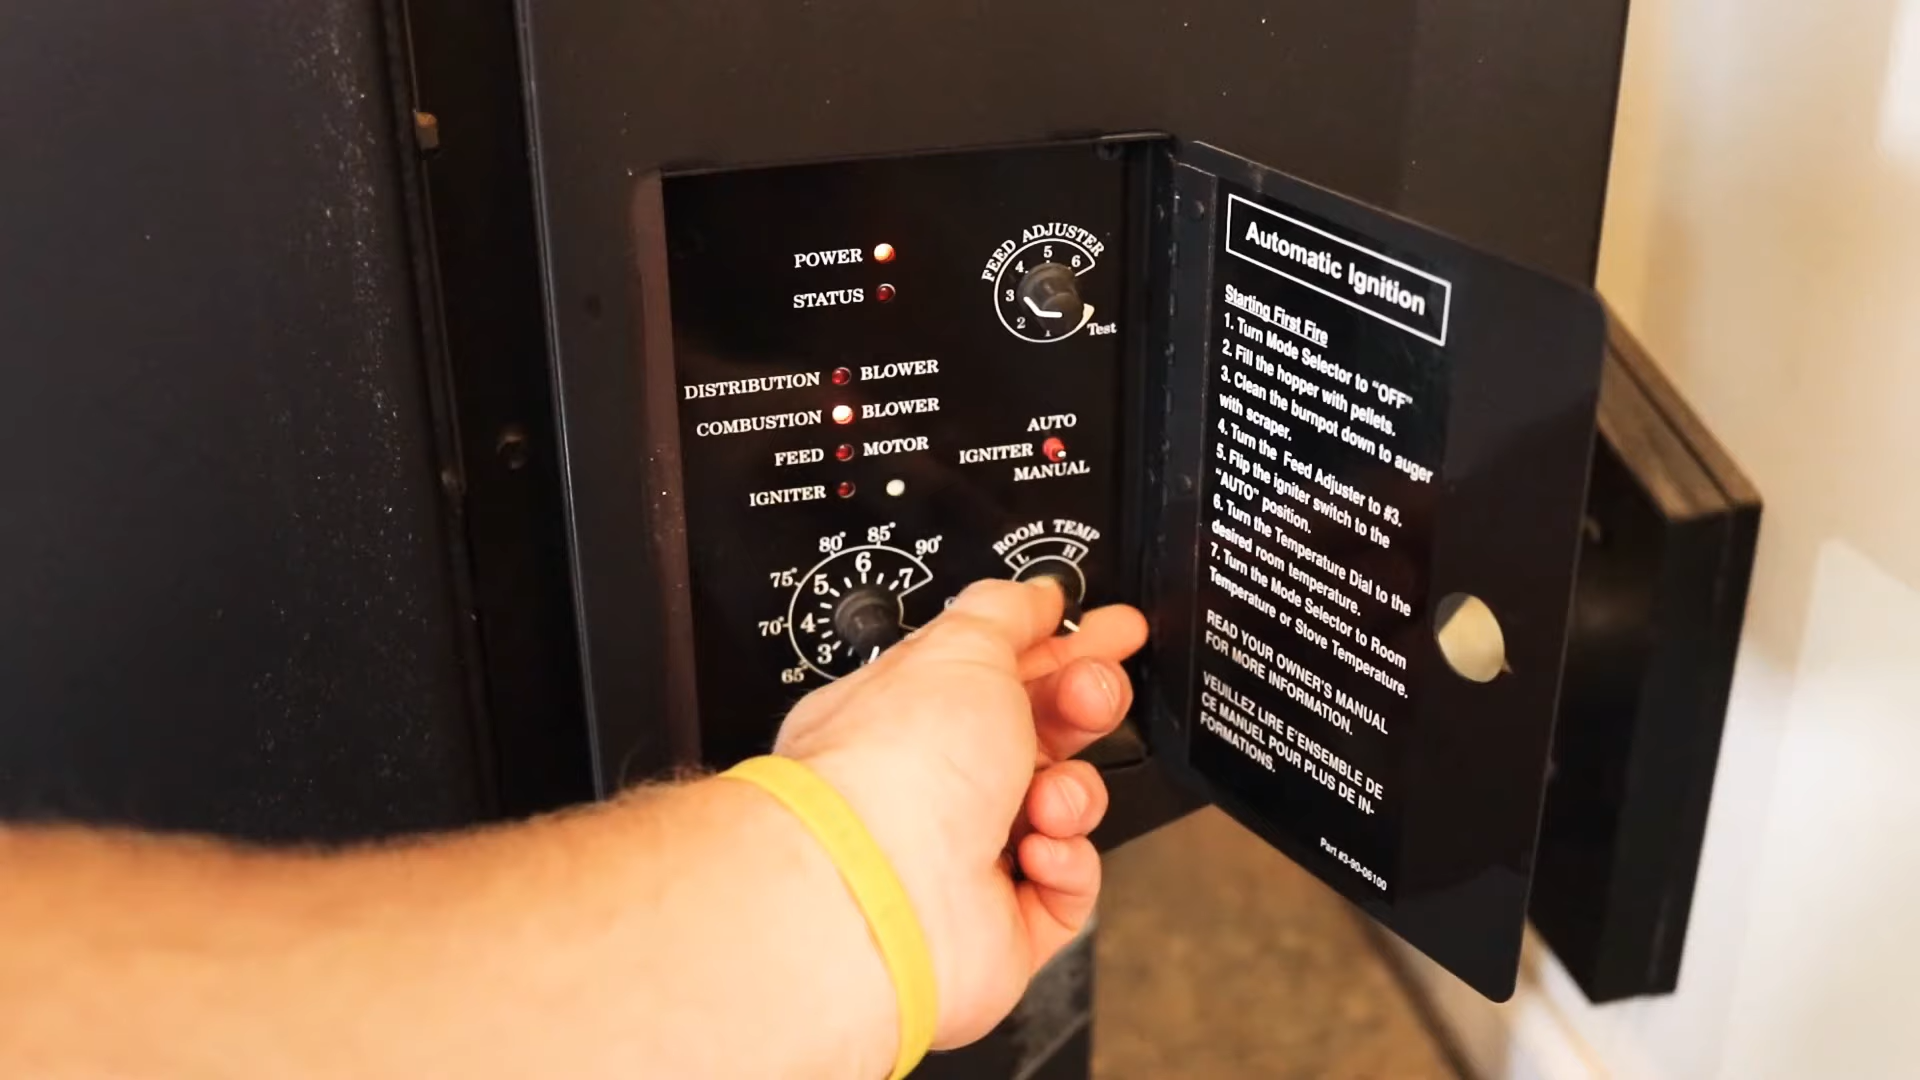 POWER
STATUS
DISTRIBUTION BLOWER
COMBUSTION BLOWER
FEED MOTOR
IGNITER
FEED ADJUSTER
1 2 3 4 5 6
Test
AUTO
IGNITER
MANUAL
ROOM TEMP
L H
65° 70° 75° 80° 85° 90°
3 4 5 6 7
Automatic Ignition
Starting First Fire
1. Turn Mode Selector to "OFF"
2. Fill the hopper with pellets.
3. Clean the burnpot down to auger
with scraper.
4. Turn the Feed Adjuster to #3.
5. Flip the igniter switch to the
"AUTO" position.
6. Turn the Temperature Dial to the
desired room temperature.
7. Turn the Mode Selector to Room
Temperature or Stove Temperature.
READ YOUR OWNER'S MANUAL
FOR MORE INFORMATION.
VEUILLEZ LIRE E'ENSEMBLE DE
CE MANUEL POUR PLUS DE IN-
FORMATIONS.
Part #3-90-06100